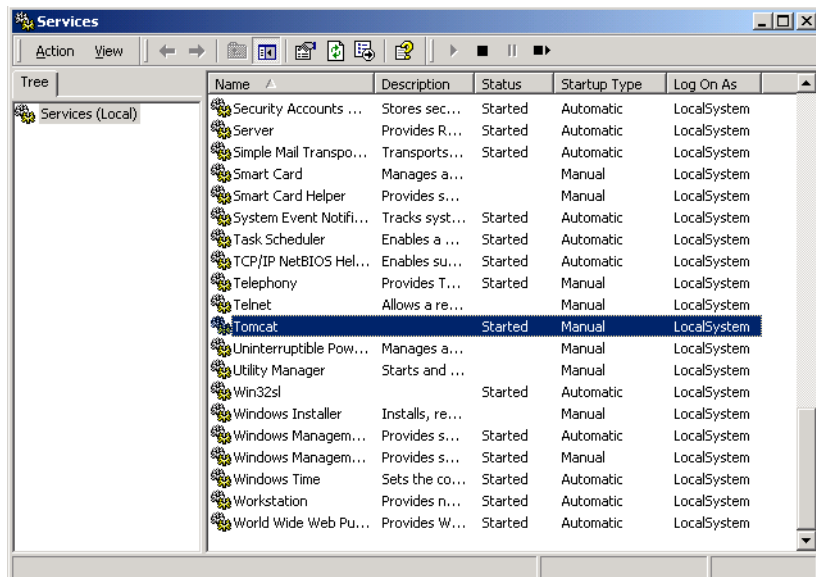 Services
Action View
Tree
Services (Local)
Name Description Status Startup Type Log On As
Security Accounts ... Stores sec... Started Automatic LocalSystem
Server Provides R... Started Automatic LocalSystem
Simple Mail Transpo... Transports... Started Automatic LocalSystem
Smart Card Manages a... Manual LocalSystem
Smart Card Helper Provides s... Manual LocalSystem
System Event Notifi... Tracks syst... Started Automatic LocalSystem
Task Scheduler Enables a ... Started Automatic LocalSystem
TCP/IP NetBIOS Hel... Enables su... Started Automatic LocalSystem
Telephony Provides T... Started Manual LocalSystem
Telnet Allows a re... Manual LocalSystem
Tomcat Started Manual LocalSystem
Uninterruptible Pow... Manages a... Manual LocalSystem
Utility Manager Starts and ... Manual LocalSystem
Win32sl Started Automatic LocalSystem
Windows Installer Installs, re... Manual LocalSystem
Windows Managem... Provides s... Started Automatic LocalSystem
Windows Managem... Provides s... Started Manual LocalSystem
Windows Time Sets the co... Started Automatic LocalSystem
Workstation Provides n... Started Automatic LocalSystem
World Wide Web Pu... Provides W... Started Automatic LocalSystem